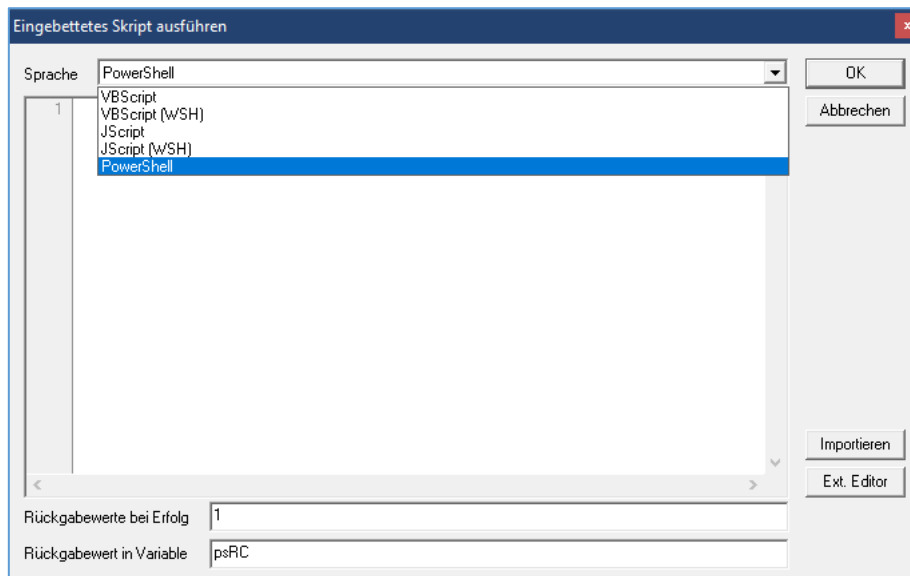 Eingebettetes Skript ausführen
Sprache
PowerShell
OK
Abbrechen
1
VBScript
VBScript (WSH)
JScript
JScript (WSH)
PowerShell
Importieren
Ext. Editor
Rückgabewerte bei Erfolg
1
Rückgabewert in Variable
psRC